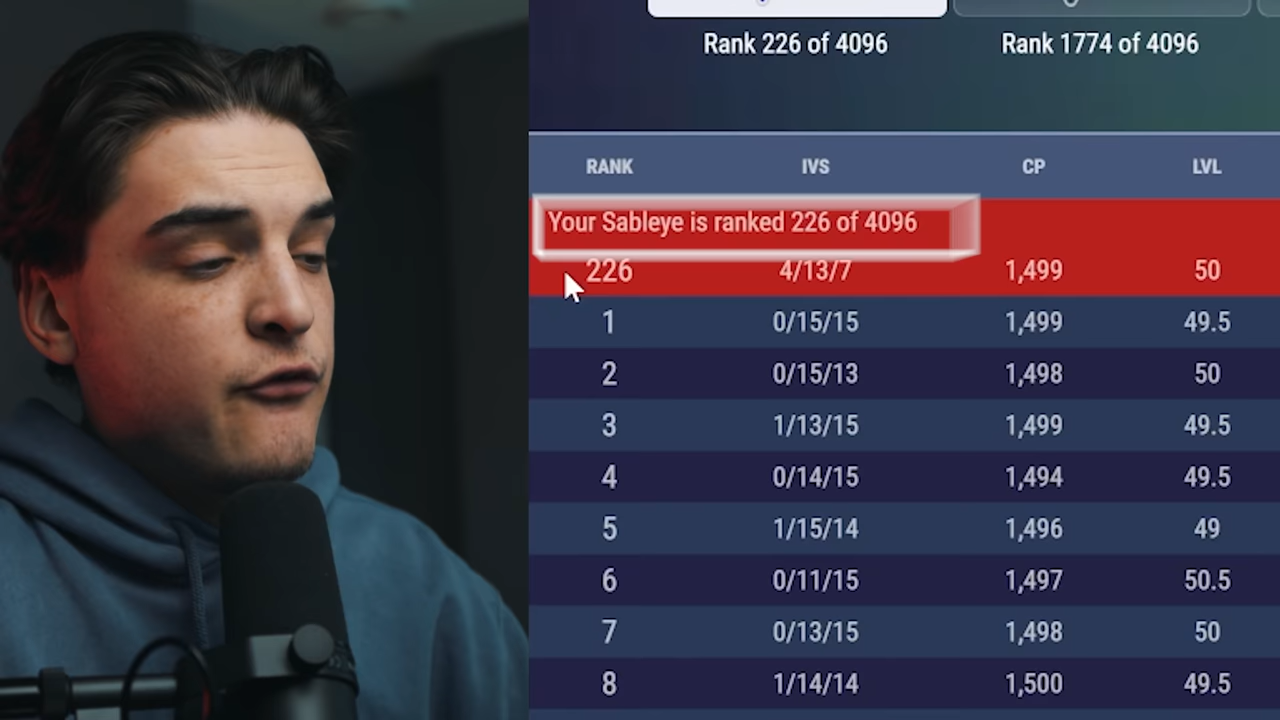 Rank 226 of 4096 Rank 1774 of 4096
RANK IVS CP LVL
Your Sableye is ranked 226 of 4096
226 4/13/7 1,499 50
1 0/15/15 1,499 49.5
2 0/15/13 1,498 50
3 1/13/15 1,499 49.5
4 0/14/15 1,494 49.5
5 1/15/14 1,496 49
6 0/11/15 1,497 50.5
7 0/13/15 1,498 50
8 1/14/14 1,500 49.5